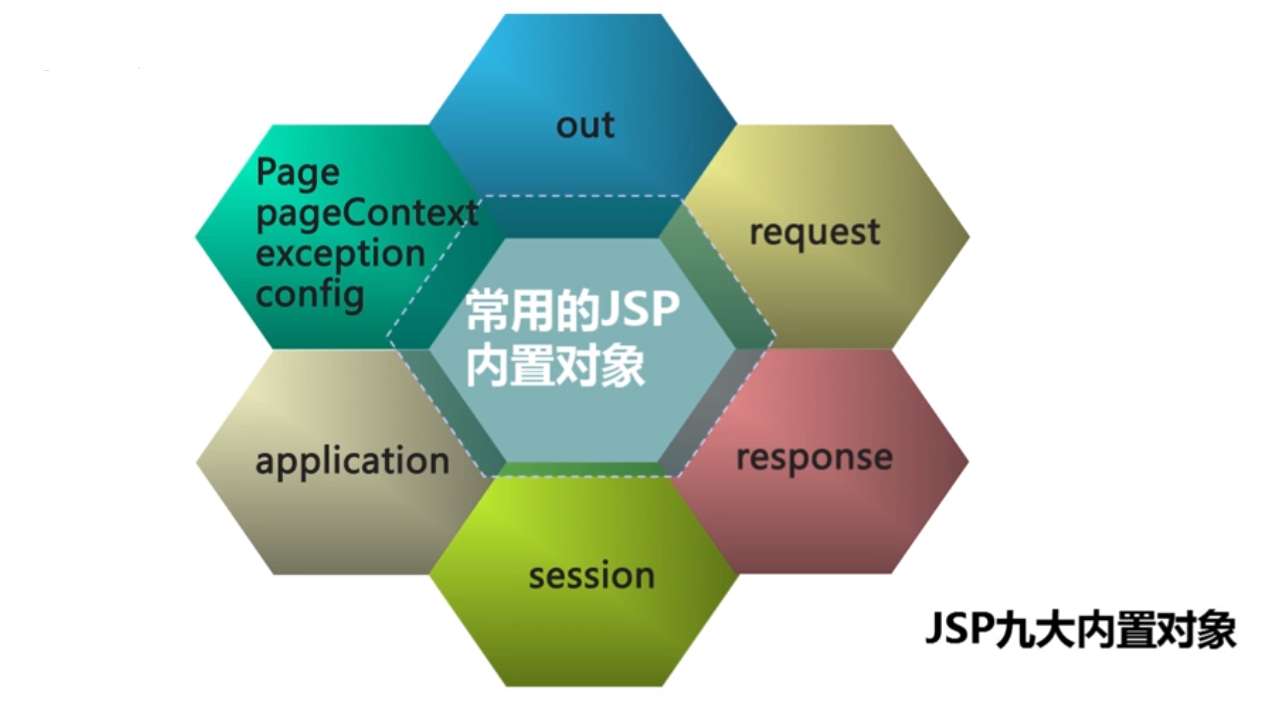 out
Page
pageContext
exception
config
request
常用的JSP
内置对象
application
response
session
JSP九大内置对象